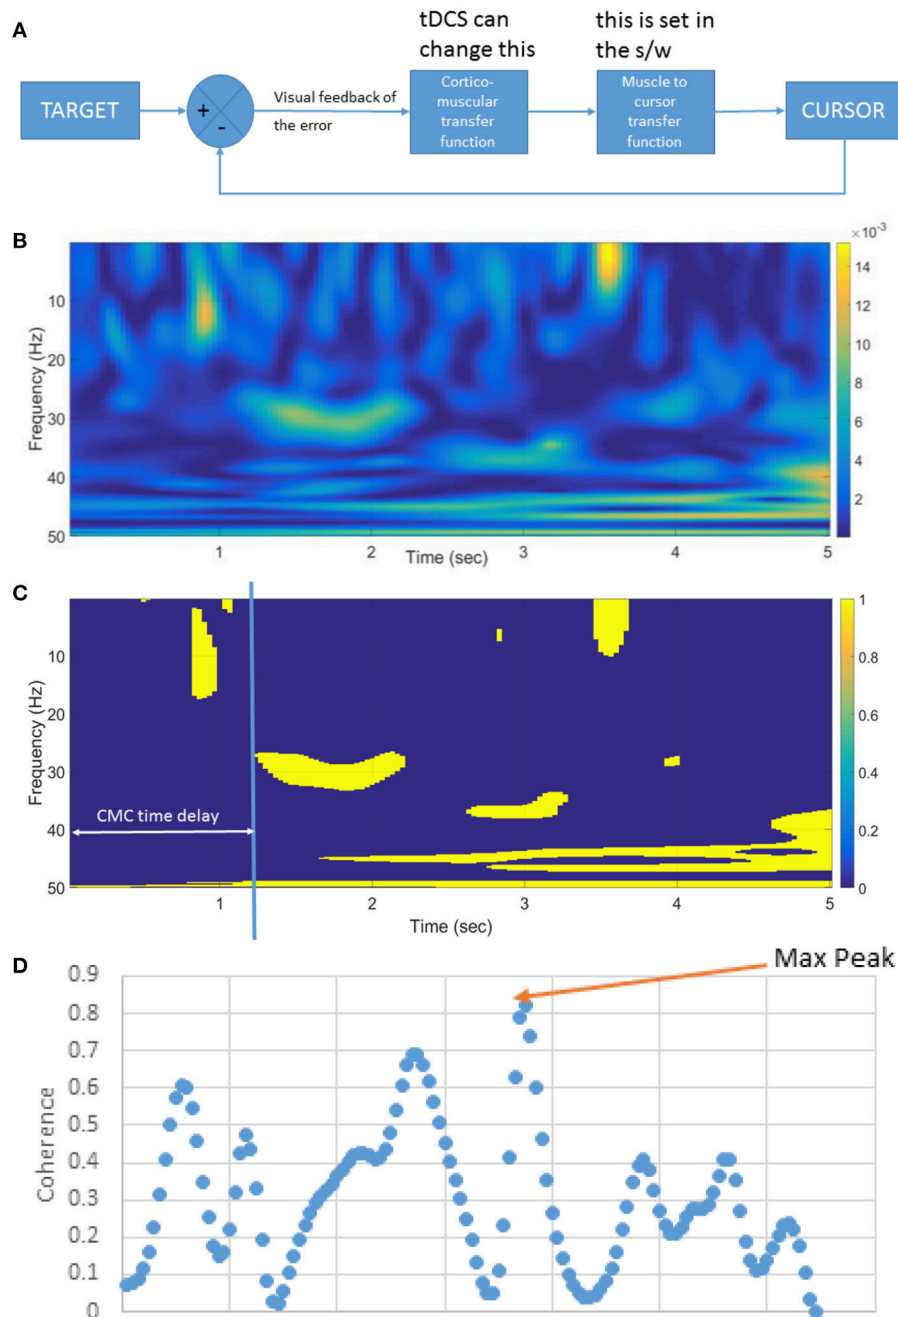 A
tDCS can
change this
this is set in
the s/w
TARGET
+
-
Visual feedback of
the error
Cortico-
muscular
transfer
function
Muscle to
cursor
transfer
function
CURSOR
B
×10⁻³
Frequency (Hz)
10
20
30
40
50
1
2
3
4
5
Time (sec)
14
12
10
8
6
4
2
C
Frequency (Hz)
10
20
30
40
50
CMC time delay
1
2
3
4
5
Time (sec)
1
0.8
0.6
0.4
0.2
0
D
Max Peak
Coherence
0.9
0.8
0.7
0.6
0.5
0.4
0.3
0.2
0.1
0